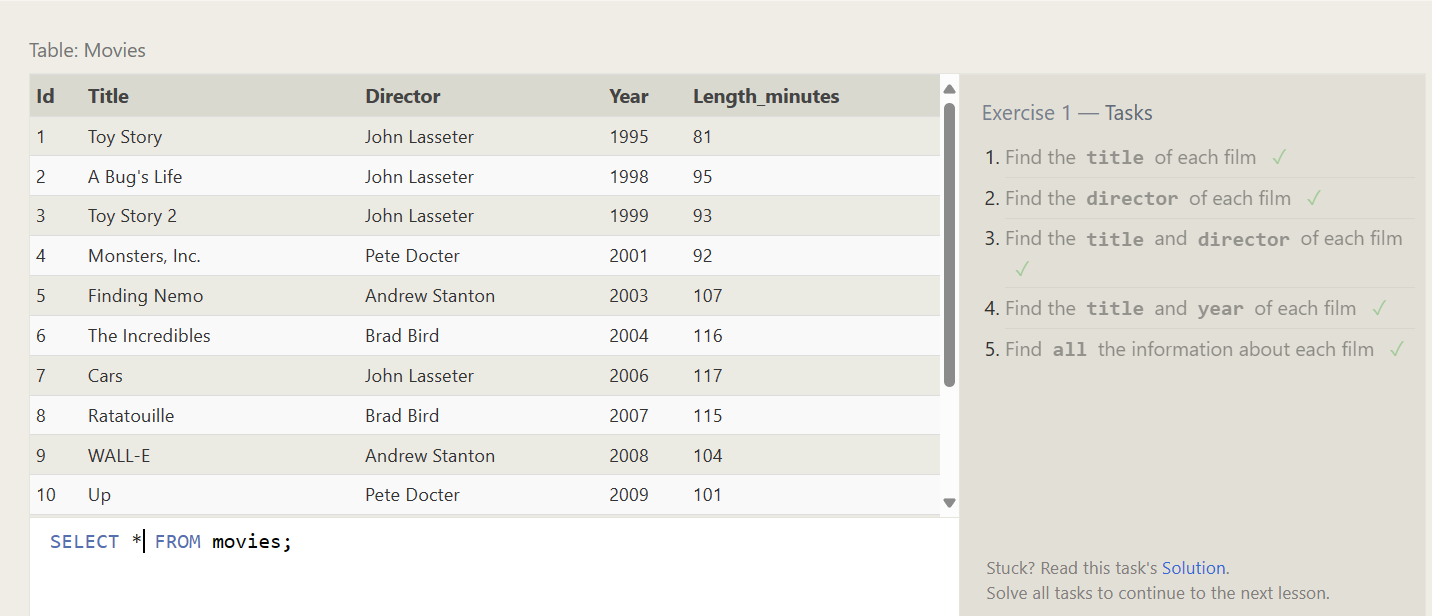 Table: Movies
Id Title Director Year Length_minutes
1 Toy Story John Lasseter 1995 81
2 A Bug's Life John Lasseter 1998 95
3 Toy Story 2 John Lasseter 1999 93
4 Monsters, Inc. Pete Docter 2001 92
5 Finding Nemo Andrew Stanton 2003 107
6 The Incredibles Brad Bird 2004 116
7 Cars John Lasseter 2006 117
8 Ratatouille Brad Bird 2007 115
9 WALL-E Andrew Stanton 2008 104
10 Up Pete Docter 2009 101
SELECT * FROM movies;
Exercise 1 — Tasks
1. Find the title of each film ✓
2. Find the director of each film ✓
3. Find the title and director of each film
✓
4. Find the title and year of each film ✓
5. Find all the information about each film ✓
Stuck? Read this task's Solution.
Solve all tasks to continue to the next lesson.